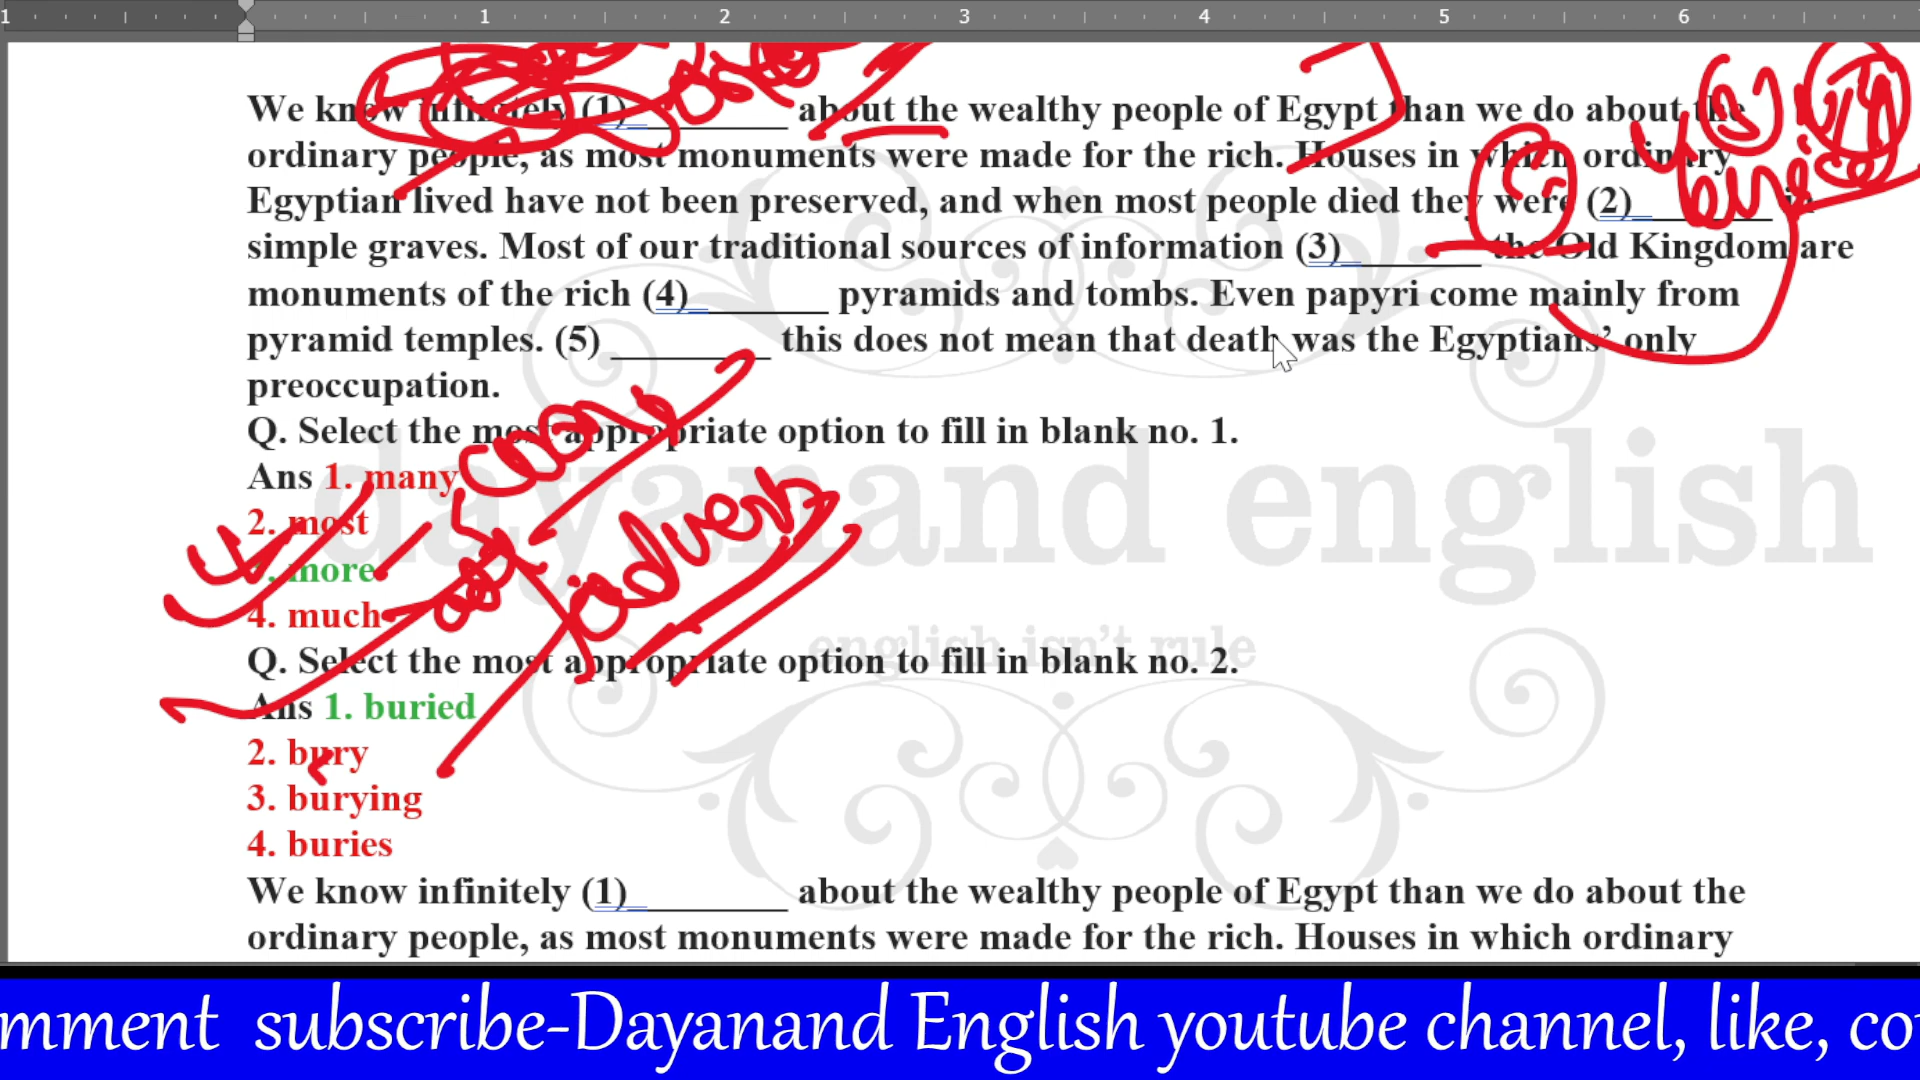 1 1 2 3 4 5 6
We know infinitely (1)_______ about the wealthy people of Egypt than we do about the
ordinary people, as most monuments were made for the rich. Houses in which ordinary
Egyptian lived have not been preserved, and when most people died they were (2)_______ in
simple graves. Most of our traditional sources of information (3)_______ the Old Kingdom are
monuments of the rich (4)_______ pyramids and tombs. Even papyri come mainly from
pyramid temples. (5) ________ this does not mean that death was the Egyptians’ only
preoccupation.
Q. Select the most appropriate option to fill in blank no. 1.
Ans 1. many
2. most
3. more
4. much
adverb
Q. Select the most appropriate option to fill in blank no. 2.
Ans 1. buried
2. bury
3. burying
4. buries
We know infinitely (1)_______ about the wealthy people of Egypt than we do about the
ordinary people, as most monuments were made for the rich. Houses in which ordinary
dayanand english
english isn’t rule
mment subscribe-Dayanand English youtube channel, like, co